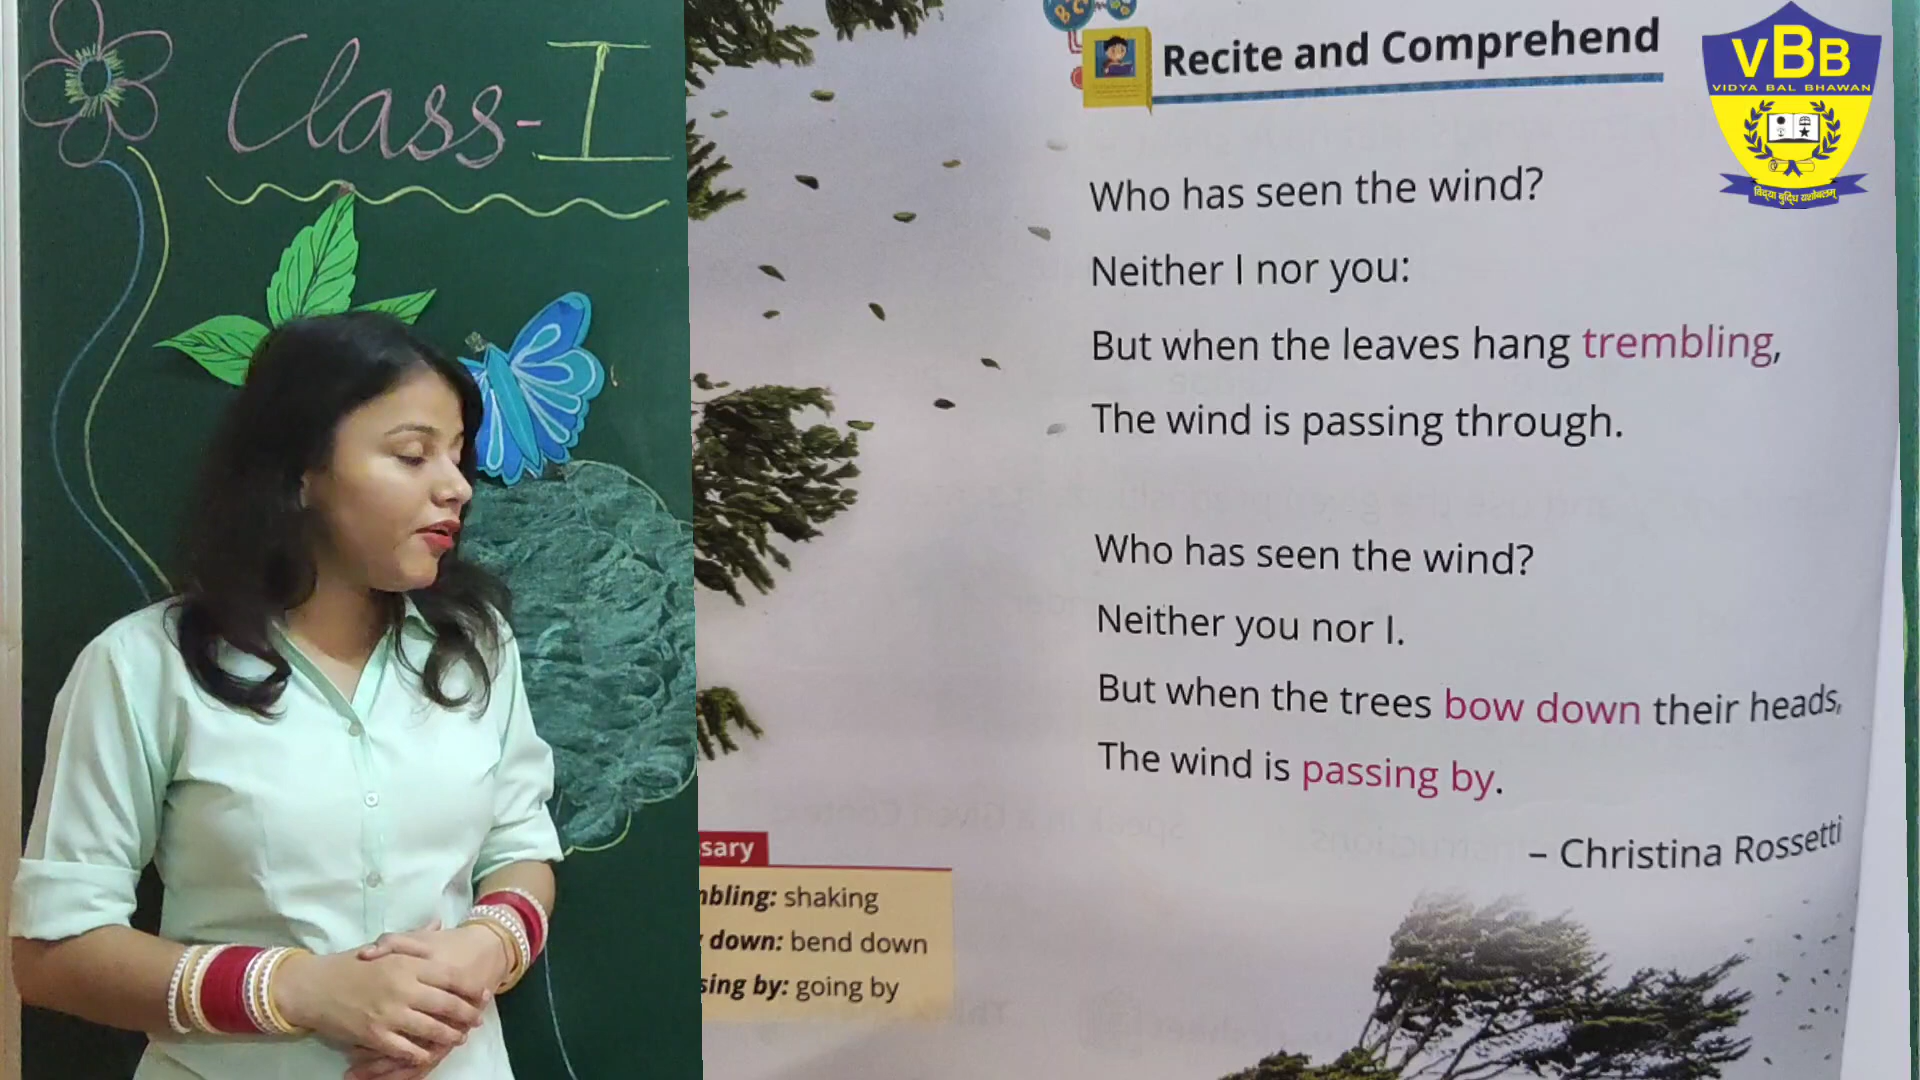 Class-I
Recite and Comprehend
Who has seen the wind?
Neither I nor you:
But when the leaves hang trembling,
The wind is passing through.
Who has seen the wind?
Neither you nor I.
But when the trees bow down their heads,
The wind is passing by.
– Christina Rossetti
sary
mbling: shaking
down: bend down
sing by: going by
VBB
VIDYA BAL BHAWAN
विद्या बुद्धि यशोबलम्